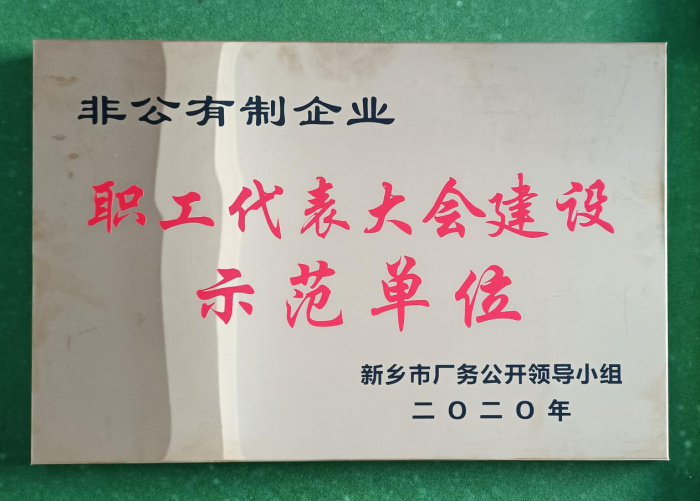 非公有制企业
职工代表大会建设
示范单位
新乡市厂务公开领导小组
二〇二〇年